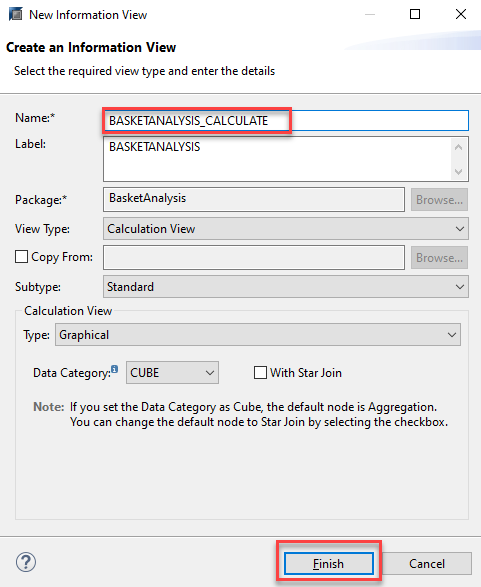 New Information View
Create an Information View
Select the required view type and enter the details
Name:* BASKETANALYSIS_CALCULATE
Label: BASKETANALYSIS
Package:* BasketAnalysis Browse...
View Type: Calculation View
Copy From: Browse...
Subtype: Standard
Calculation View
Type: Graphical
Data Category: CUBE With Star Join
Note: If you set the Data Category as Cube, the default node is Aggregation.
You can change the default node to Star Join by selecting the checkbox.
? Finish Cancel